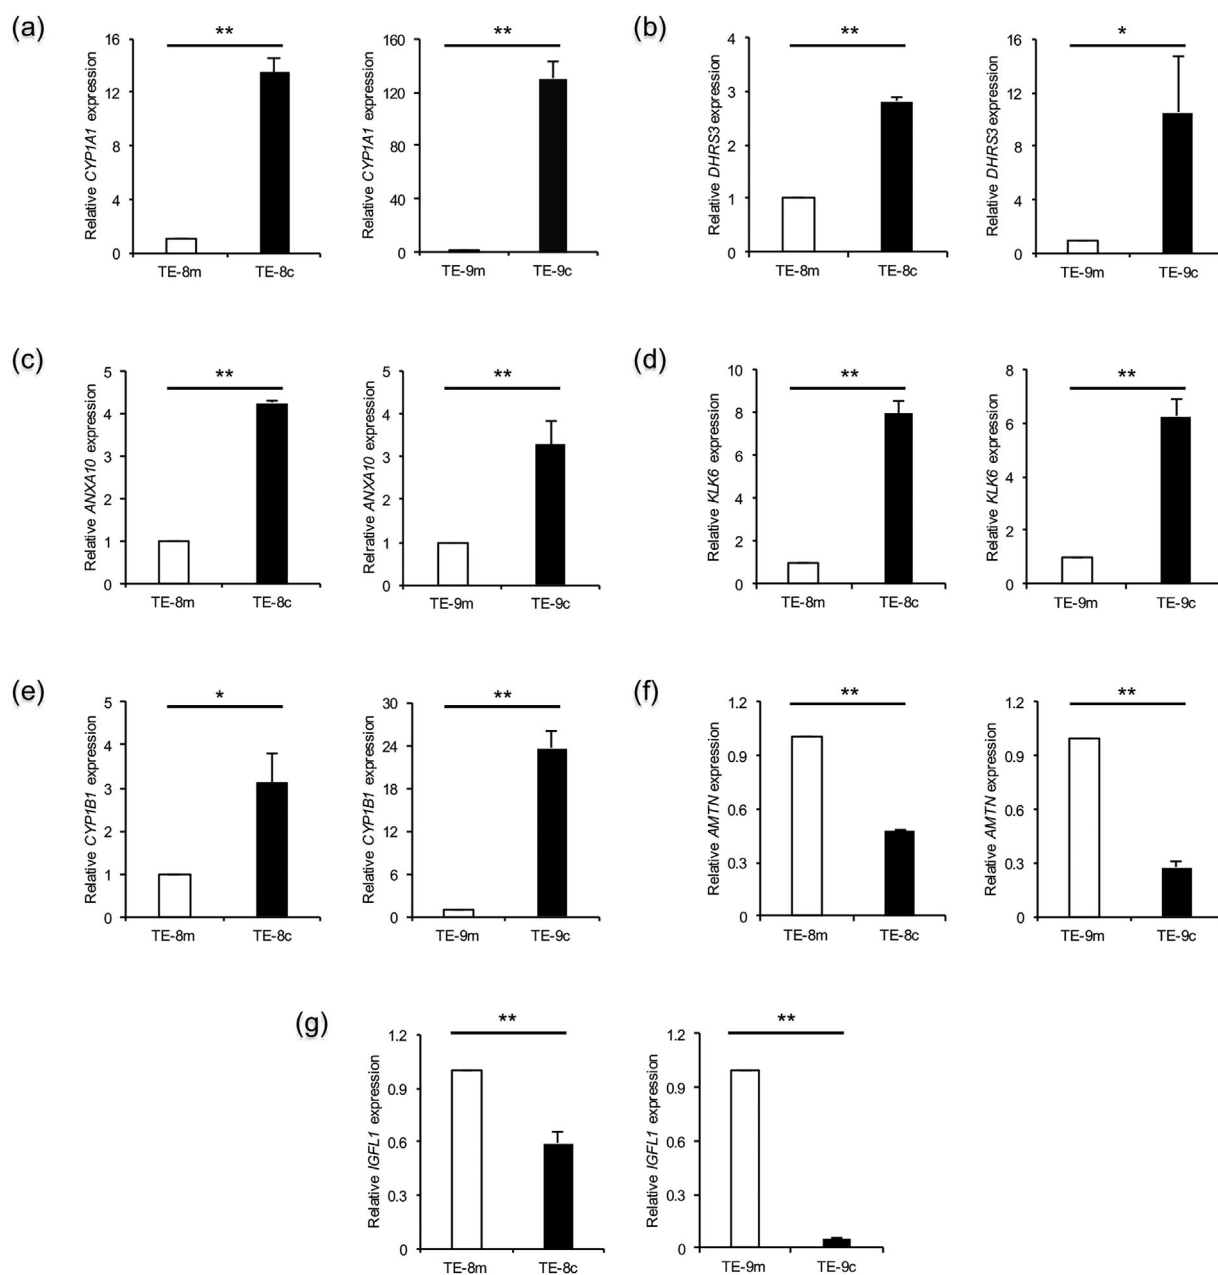 (a)
Relative CYP1A1 expression
16
12
8
4
0
**
TE-8m TE-8c
Relative CYP1A1 expression
160
120
80
40
0
**
TE-9m TE-9c
(b)
Relative DHRS3 expression
4
3
2
1
0
**
TE-8m TE-8c
Relative DHRS3 expression
16
12
8
4
0
*
TE-9m TE-9c
(c)
Relative ANXA10 expression
5
4
3
2
1
0
**
TE-8m TE-8c
Relrative ANXA10 expression
5
4
3
2
1
0
**
TE-9m TE-9c
(d)
Relative KLK6 expression
10
8
6
4
2
0
**
TE-8m TE-8c
Relative KLK6 expression
8
6
4
2
0
**
TE-9m TE-9c
(e)
Relative CYP1B1 expression
5
4
3
2
1
0
*
TE-8m TE-8c
Relative CYP1B1 expression
30
24
18
12
6
0
**
TE-9m TE-9c
(f)
Relative AMTN expression
1.2
0.9
0.6
0.3
0
**
TE-8m TE-8c
Relative AMTN expression
1.2
0.9
0.6
0.3
0
**
TE-9m TE-9c
(g)
Relative IGFL1 expression
1.2
0.9
0.6
0.3
0
**
TE-8m TE-8c
Relative IGFL1 expression
1.2
0.9
0.6
0.3
0
**
TE-9m TE-9c